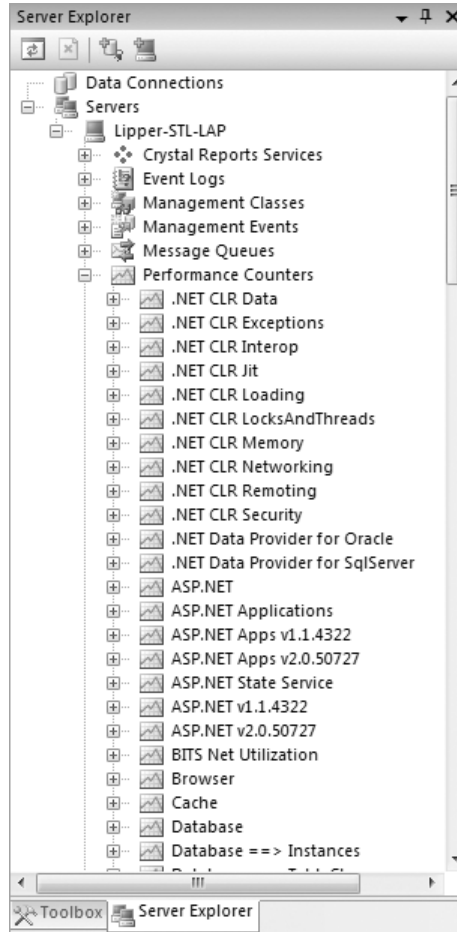 Server Explorer
Data Connections
Servers
Lipper-STL-LAP
Crystal Reports Services
Event Logs
Management Classes
Management Events
Message Queues
Performance Counters
.NET CLR Data
.NET CLR Exceptions
.NET CLR Interop
.NET CLR Jit
.NET CLR Loading
.NET CLR LocksAndThreads
.NET CLR Memory
.NET CLR Networking
.NET CLR Remoting
.NET CLR Security
.NET Data Provider for Oracle
.NET Data Provider for SqlServer
ASP.NET
ASP.NET Applications
ASP.NET Apps v1.1.4322
ASP.NET Apps v2.0.50727
ASP.NET State Service
ASP.NET v1.1.4322
ASP.NET v2.0.50727
BITS Net Utilization
Browser
Cache
Database
Database ==> Instances
Toolbox Server Explorer